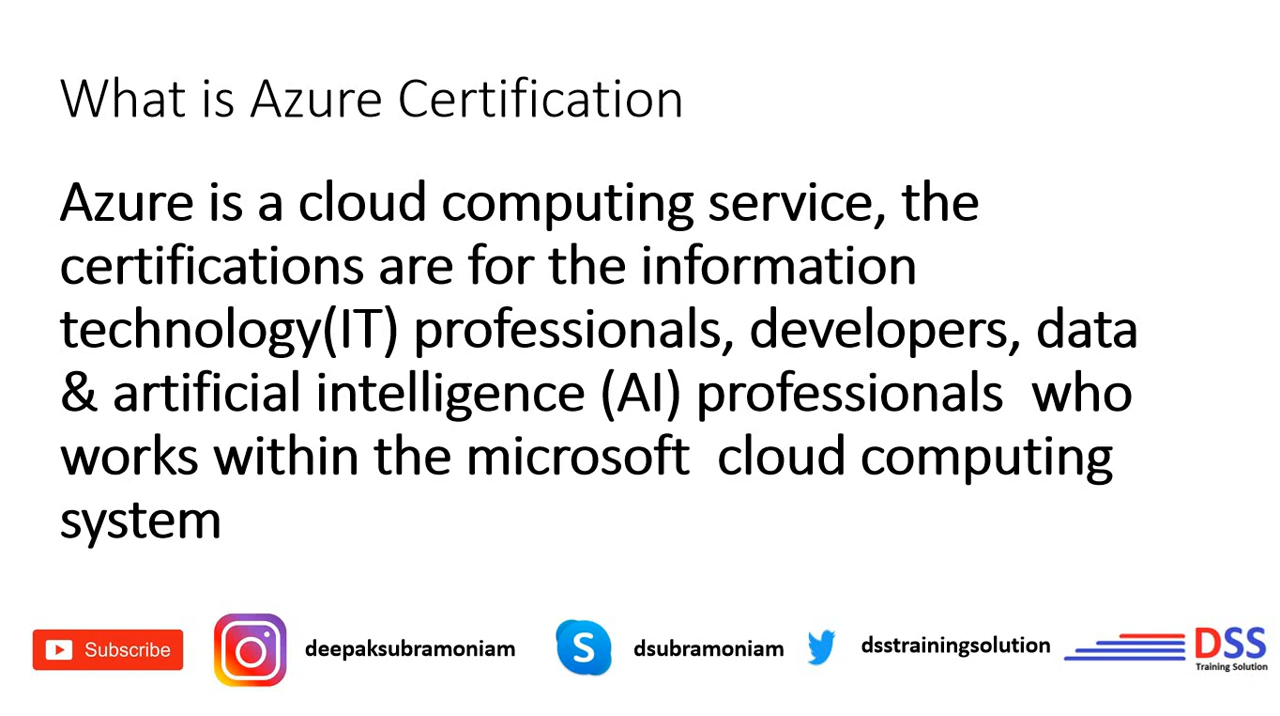 What is Azure Certification
Azure is a cloud computing service, the
certifications are for the information
technology(IT) professionals, developers, data
& artificial intelligence (AI) professionals  who
works within the microsoft  cloud computing
system
Subscribe
deepaksubramoniam
S
dsubramoniam
dsstrainingsolution
DSS
Training Solution